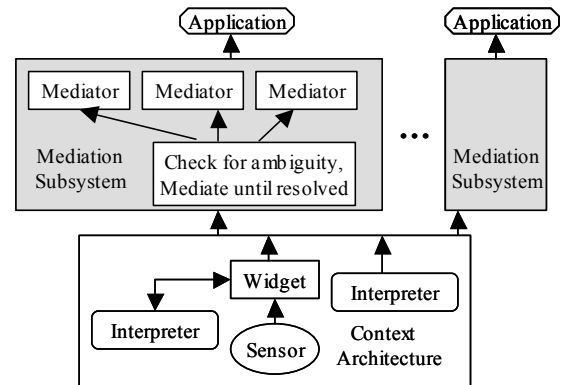 Application
Application
Mediator
Mediator
Mediator
Mediation
Subsystem
Check for ambiguity,
Mediate until resolved
...
Mediation
Subsystem
Widget
Interpreter
Interpreter
Sensor
Context
Architecture